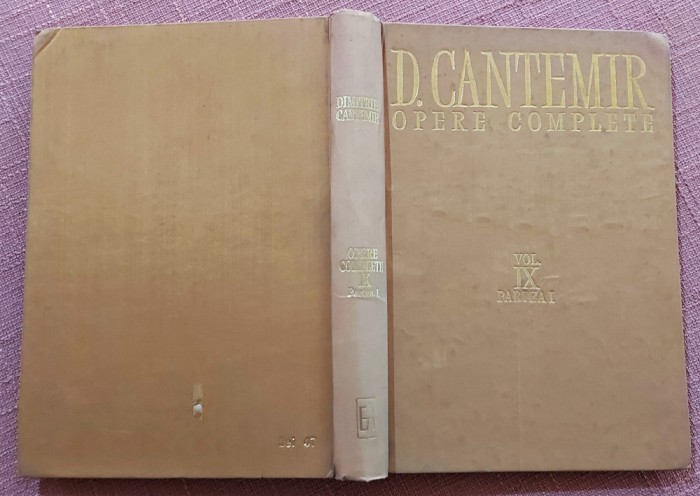 D. CANTEMIR
OPERE COMPLETE
VOL.
IX
PARTEA I
DIMITRIE
CANTEMIR
OPERE
COMPLETE
IX
Partea I